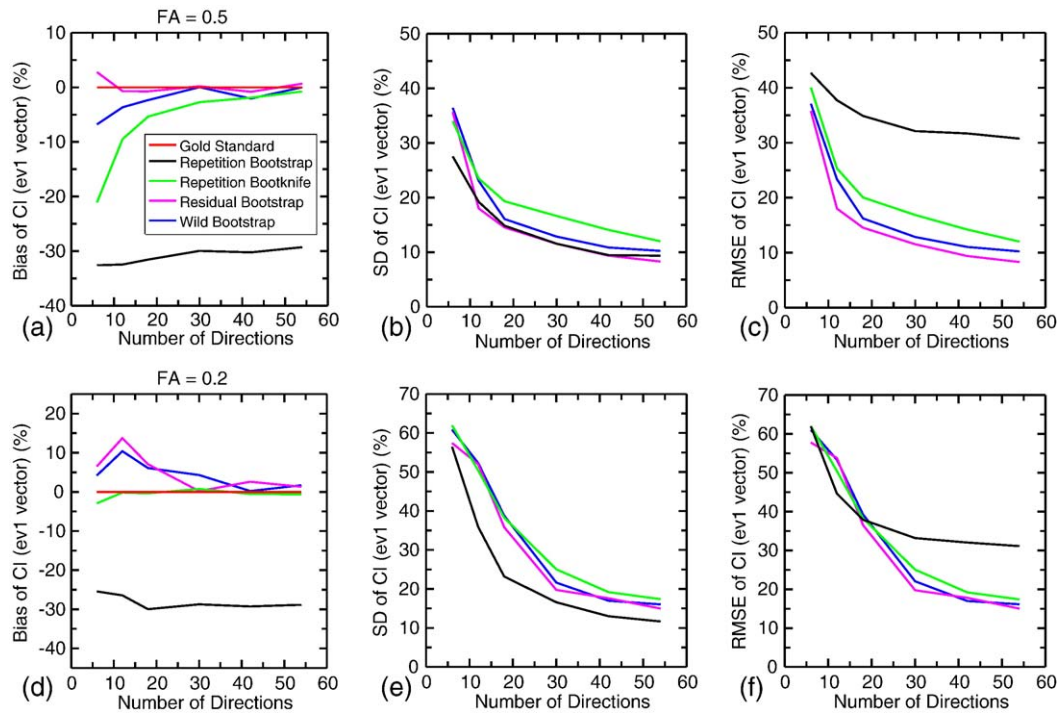 FA = 0.5
Bias of CI (ev1 vector) (%)
10
0
-10
-20
-30
-40
Gold Standard
Repetition Bootstrap
Repetition Bootknife
Residual Bootstrap
Wild Bootstrap
0 10 20 30 40 50 60
Number of Directions
(a)
SD of CI (ev1 vector) (%)
50
40
30
20
10
0
0 10 20 30 40 50 60
Number of Directions
(b)
RMSE of CI (ev1 vector) (%)
50
40
30
20
10
0
0 10 20 30 40 50 60
Number of Directions
(c)
FA = 0.2
Bias of CI (ev1 vector) (%)
20
10
0
-10
-20
-30
-40
0 10 20 30 40 50 60
Number of Directions
(d)
SD of CI (ev1 vector) (%)
70
60
50
40
30
20
10
0
0 10 20 30 40 50 60
Number of Directions
(e)
RMSE of CI (ev1 vector) (%)
70
60
50
40
30
20
10
0
0 10 20 30 40 50 60
Number of Directions
(f)